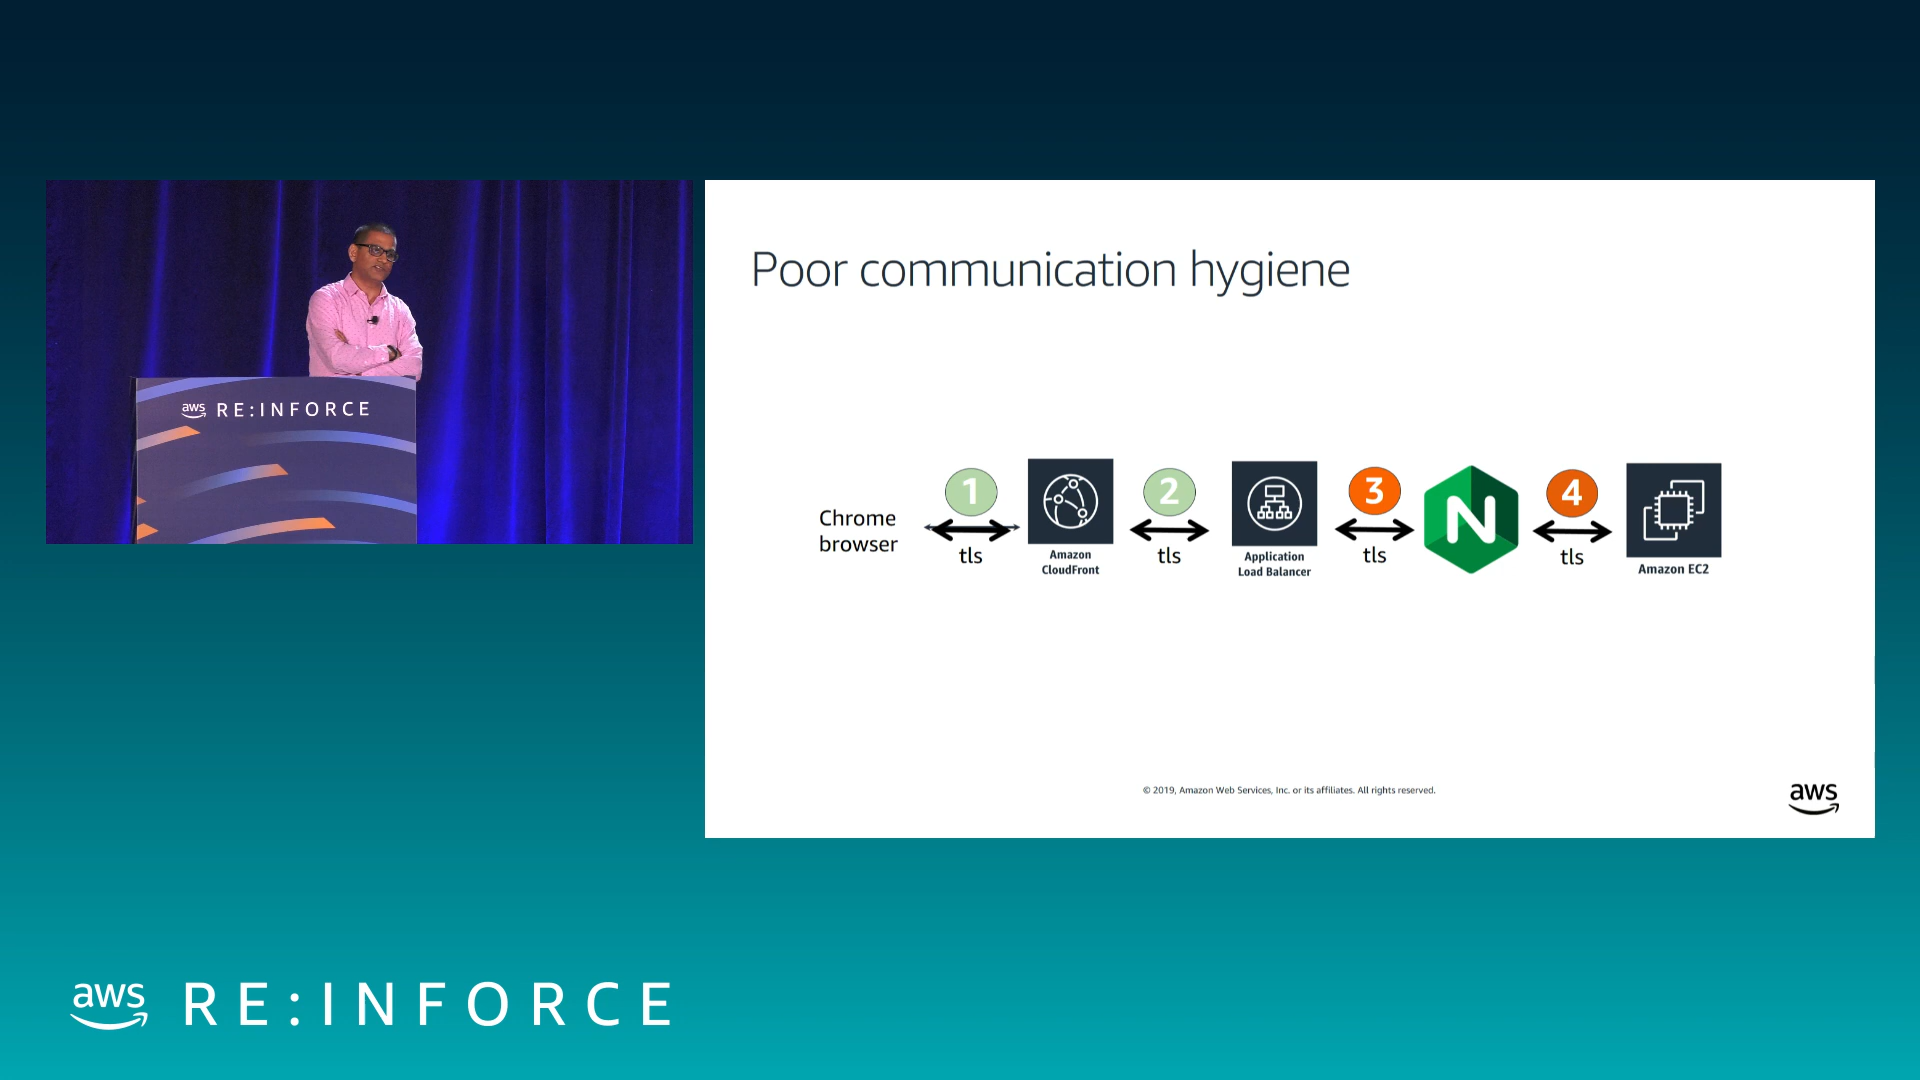 aws RE:INFORCE
Poor communication hygiene
Chrome
browser
1
tls
Amazon
CloudFront
2
tls
Application
Load Balancer
3
tls
N
4
tls
Amazon EC2
© 2019, Amazon Web Services, Inc. or its affiliates. All rights reserved.
aws
aws RE:INFORCE